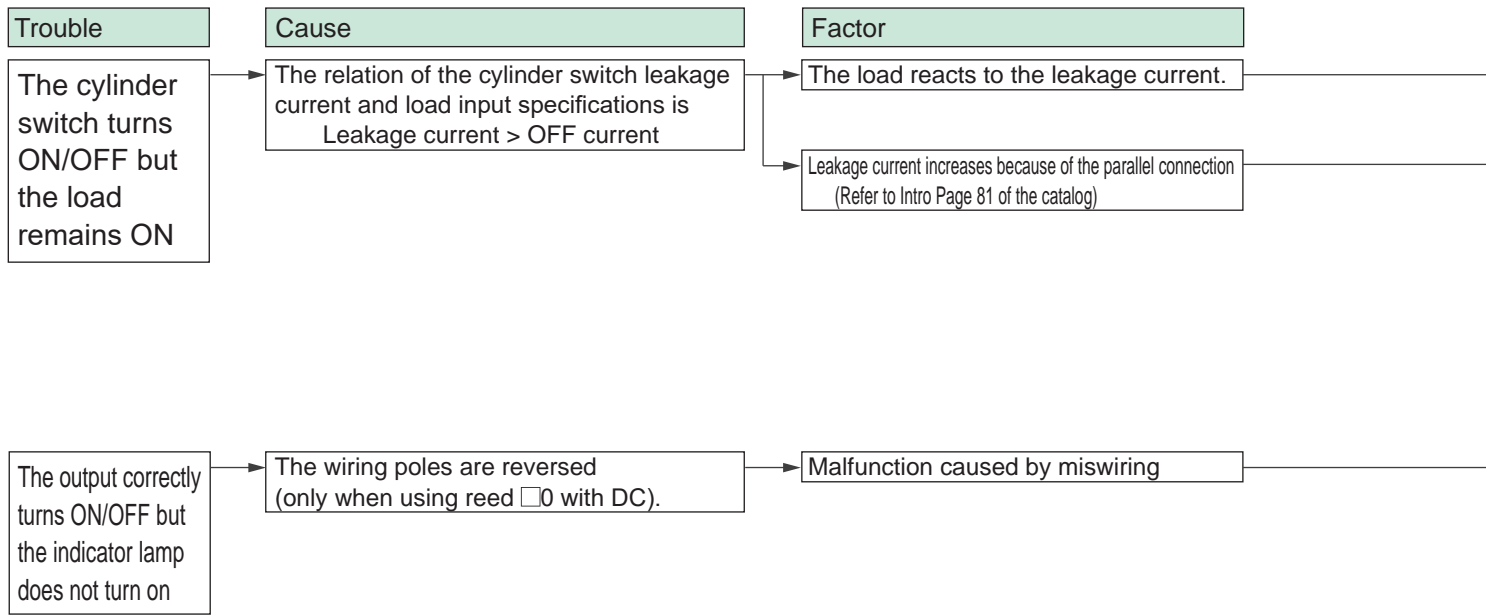 Trouble
Cause
Factor
The cylinder
switch turns
ON/OFF but
the load
remains ON
The relation of the cylinder switch leakage
current and load input specifications is
Leakage current > OFF current
The load reacts to the leakage current.
Leakage current increases because of the parallel connection
(Refer to Intro Page 81 of the catalog)
The output correctly
turns ON/OFF but
the indicator lamp
does not turn on
The wiring poles are reversed
(only when using reed □0 with DC).
Malfunction caused by miswiring